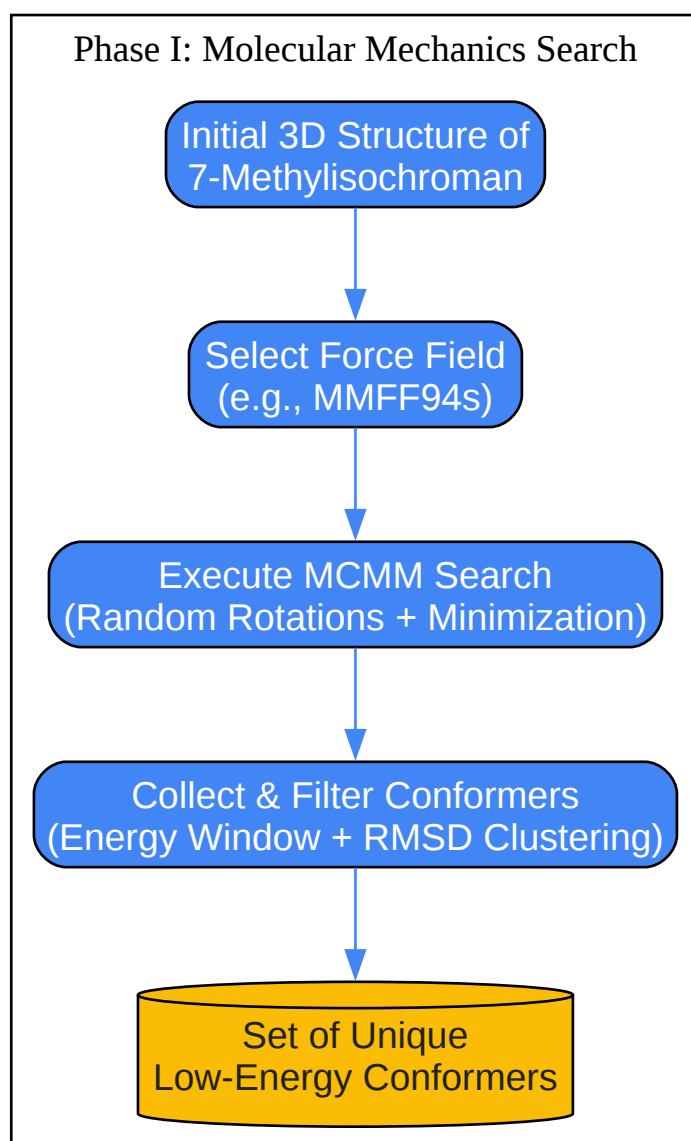 Phase I: Molecular Mechanics Search
Initial 3D Structure of
7-Methylisochroman
Select Force Field
(e.g., MMFF94s)
Execute MCMM Search
(Random Rotations + Minimization)
Collect & Filter Conformers
(Energy Window + RMSD Clustering)
Set of Unique
Low-Energy Conformers